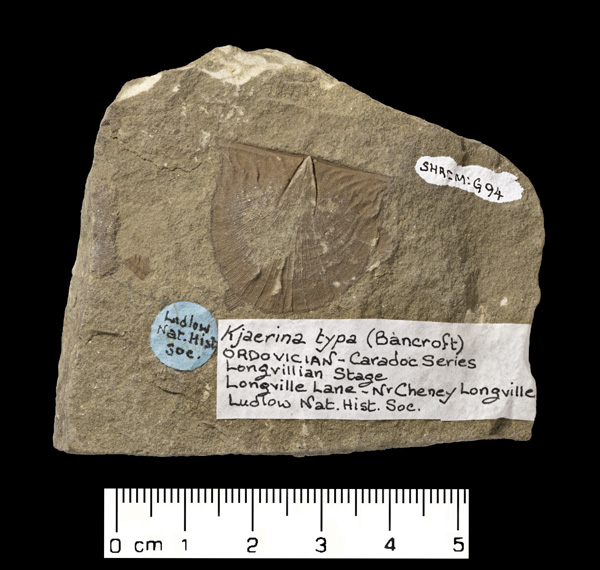 SHRCM: G94
Ludlow
Nat. Hist.
Soc.
Kjaerina typa (Bancroft)
ORDOVICIAN - Caradoc Series
Longvillian Stage
Longville Lane - Nr Cheney Longville
Ludlow Nat. Hist. Soc.
0 cm 1 2 3 4 5